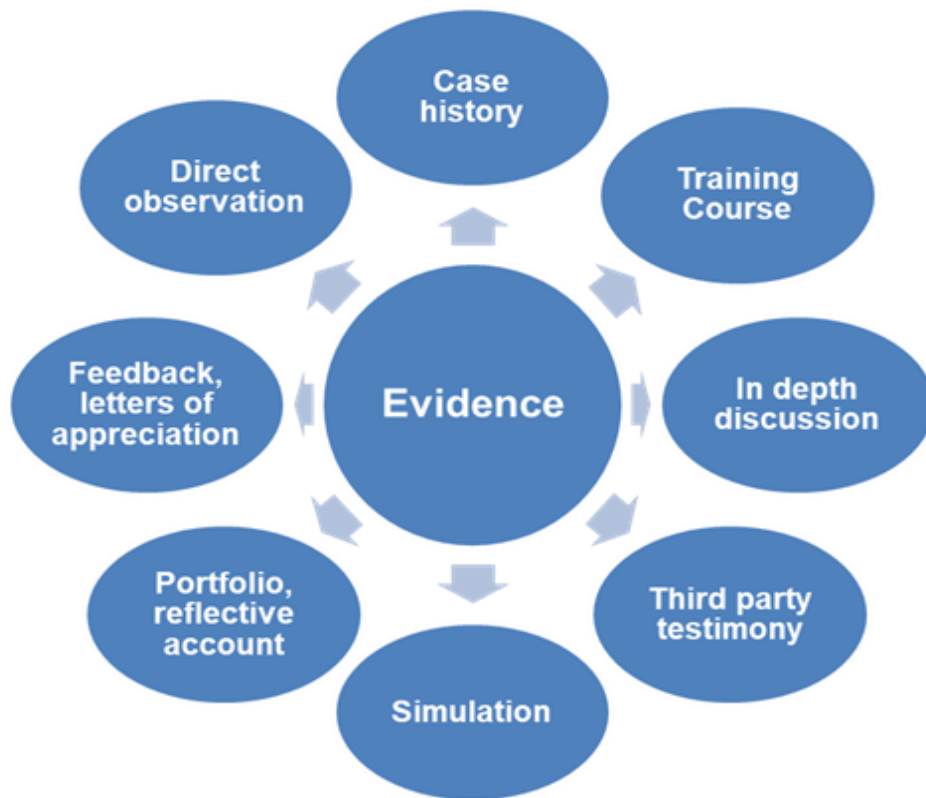 Case
history
Training
Course
In depth
discussion
Third party
testimony
Simulation
Portfolio,
reflective
account
Feedback,
letters of
appreciation
Direct
observation
Evidence